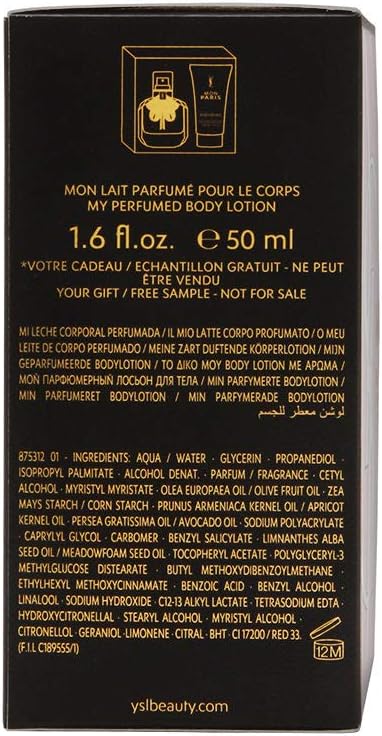 MON
PARIS
MON LAIT PARFUMÉ POUR LE CORPS
MY PERFUMED BODY LOTION
1.6 fl.oz. ℮ 50 ml
*VOTRE CADEAU / ECHANTILLON GRATUIT - NE PEUT
ÊTRE VENDU
YOUR GIFT / FREE SAMPLE - NOT FOR SALE
MI LECHE CORPORAL PERFUMADA / IL MIO LATTE CORPO PROFUMATO / O MEU
LEITE DE CORPO PERFUMADO / MEINE ZART DUFTENDE KÖRPERLOTION / MIJN
GEPARFUMEERDE BODYLOTION / ΤΟ ΔΙΚΟ ΜΟΥ BODY LOTION ΜΕ ΑΡΩΜΑ /
МОЙ ПАРФЮМЕРНЫЙ ЛОСЬОН ДЛЯ ТЕЛА / MIN PARFYMERTE BODYLOTION /
MIN PARFUMERET BODYLOTION / MIN PARFYMERADE BODYLOTION
لوشن معطر للجسم
875312 01 · INGREDIENTS: AQUA / WATER · GLYCERIN · PROPANEDIOL ·
ISOPROPYL PALMITATE · ALCOHOL DENAT. · PARFUM / FRAGRANCE · CETYL
ALCOHOL · MYRISTYL MYRISTATE · OLEA EUROPAEA OIL / OLIVE FRUIT OIL · ZEA
MAYS STARCH / CORN STARCH · PRUNUS ARMENIACA KERNEL OIL / APRICOT
KERNEL OIL · PERSEA GRATISSIMA OIL / AVOCADO OIL · SODIUM POLYACRYLATE
CAPRYLYL GLYCOL · CARBOMER · BENZYL SALICYLATE · LIMNANTHES ALBA
SEED OIL / MEADOWFOAM SEED OIL · TOCOPHERYL ACETATE · POLYGLYCERYL-3
METHYLGLUCOSE DISTEARATE · BUTYL METHOXYDIBENZOYLMETHANE ·
ETHYLHEXYL METHOXYCINNAMATE · BENZOIC ACID · BENZYL ALCOHOL ·
LINALOOL · SODIUM HYDROXIDE · C12-13 ALKYL LACTATE · TETRASODIUM EDTA ·
HYDROXYCITRONELLAL · STEARYL ALCOHOL · MYRISTYL ALCOHOL ·
CITRONELLOL · GERANIOL · LIMONENE · CITRAL · BHT · CI 17200 / RED 33.
(F.I.L C189555/1)
12M
yslbeauty.com